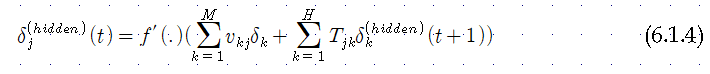 δ_j^{(hidden)}(t) = f'(.)(∑_{k=1}^{M} v_{kj}δ_k + ∑_{k=1}^{H} T_{jk}δ_k^{(hidden)}(t+1)) (6.1.4)